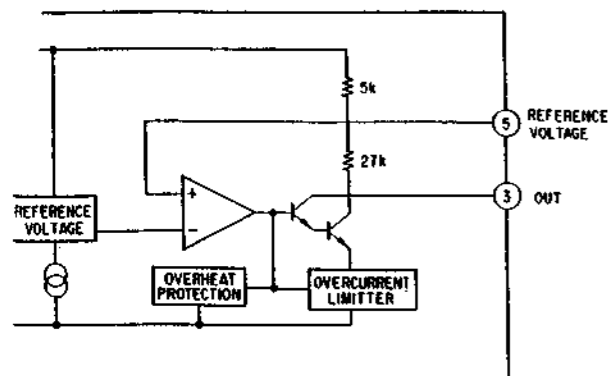 5k
5
REFERENCE
VOLTAGE
27k
3
OUT
+
REFERENCE
VOLTAGE
-
OVERHEAT
PROTECTION
OVERCURRENT
LIMITTER